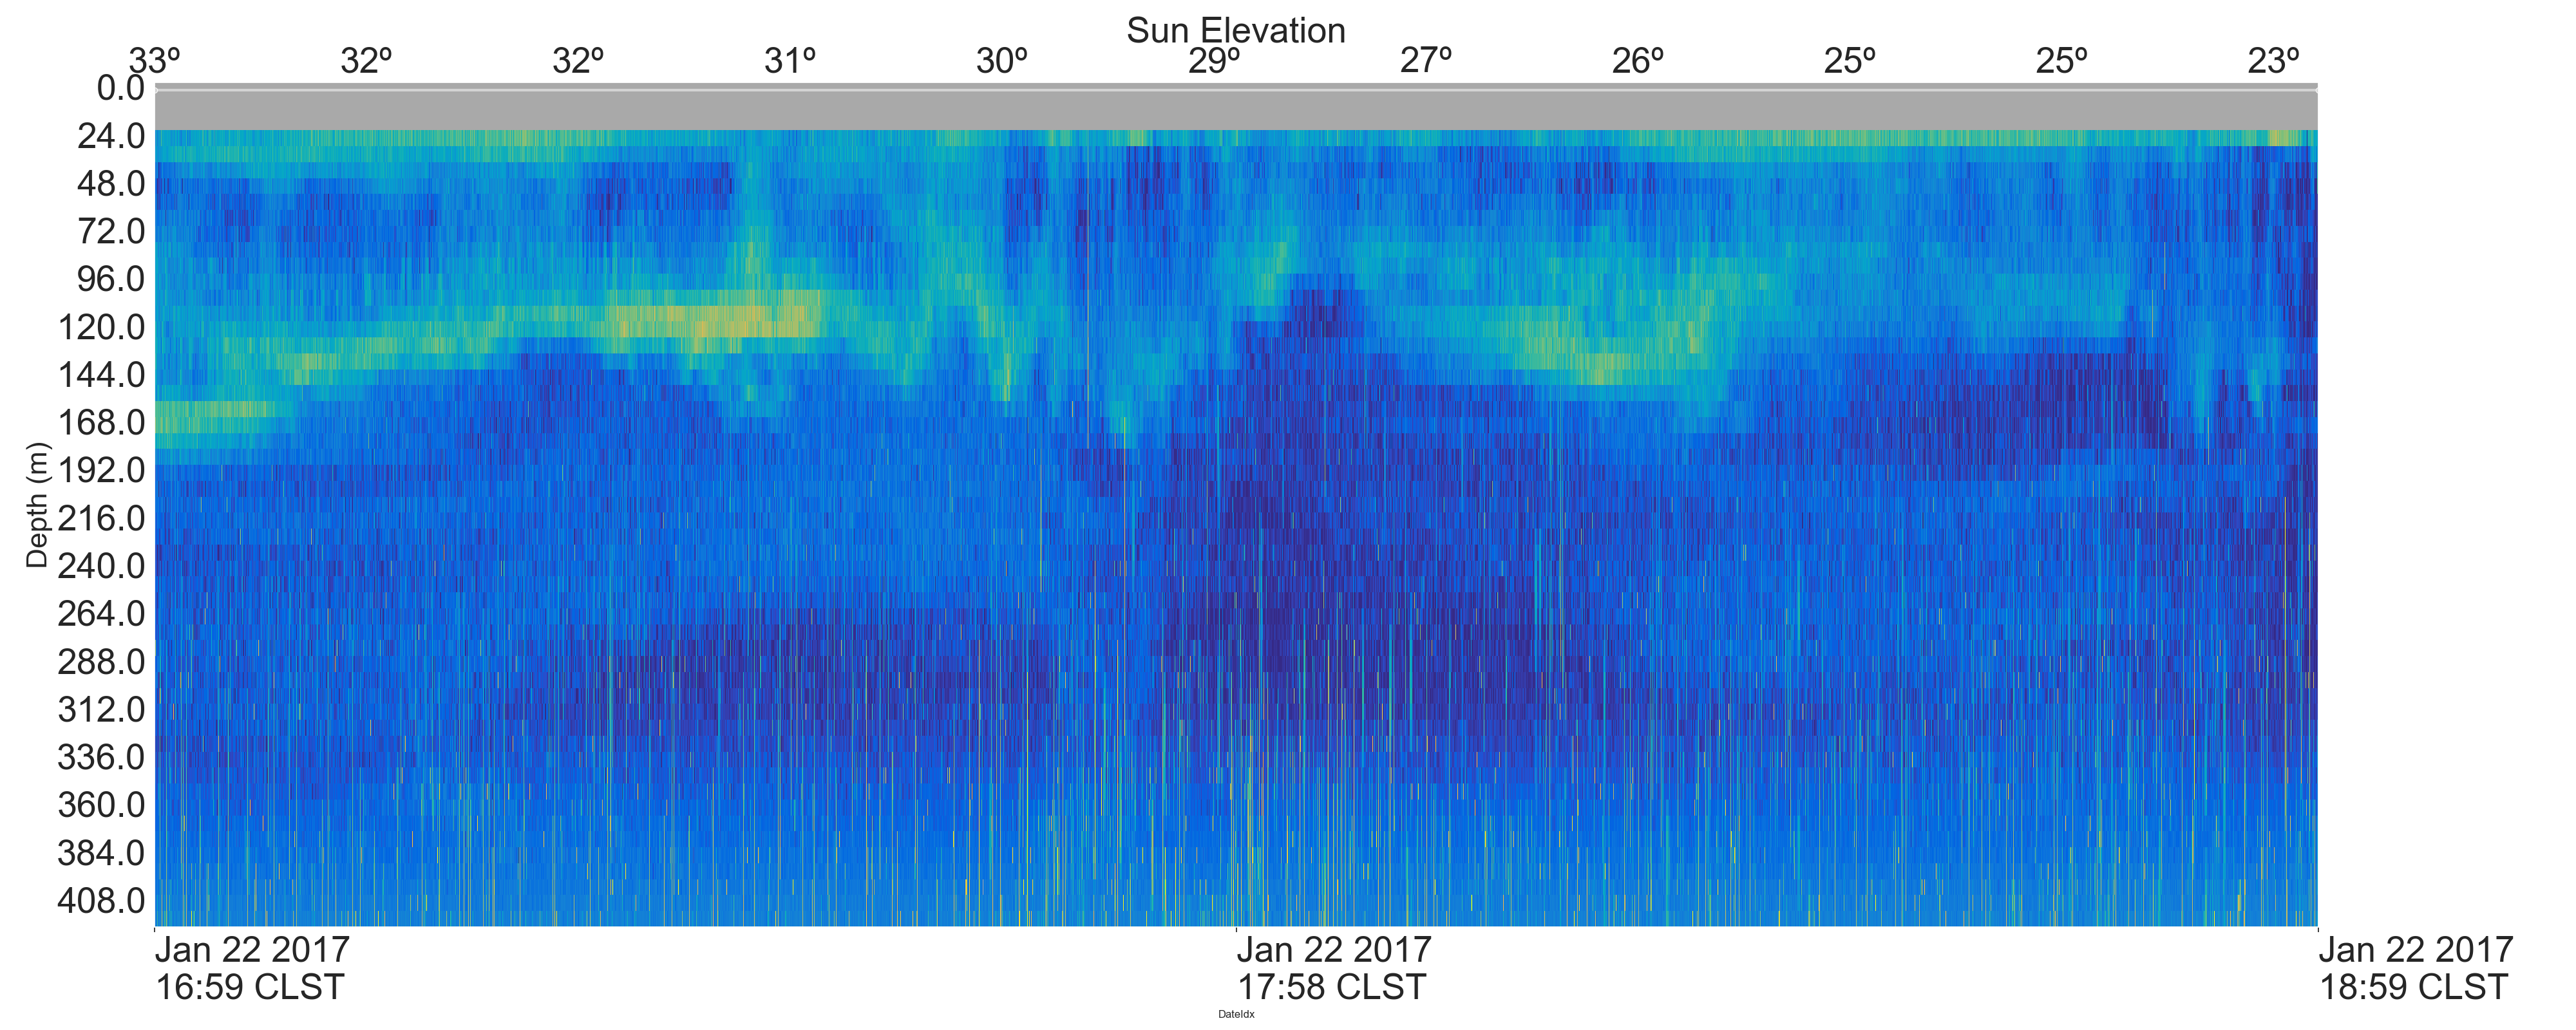 Sun Elevation
33º 32º 32º 31º 30º 29º 27º 26º 25º 25º 23º
0.0
24.0
48.0
72.0
96.0
120.0
144.0
168.0
192.0
216.0
240.0
264.0
288.0
312.0
336.0
360.0
384.0
408.0
Depth (m)
Jan 22 2017
16:59 CLST
Jan 22 2017
17:58 CLST
Jan 22 2017
18:59 CLST
DateIdx